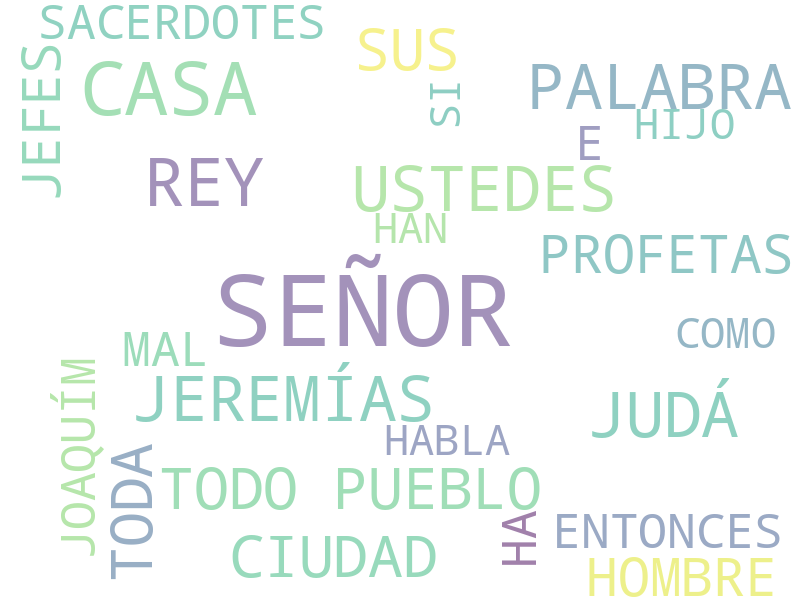 SACERDOTES
SUS
JEFES
CASA
PALABRA
SI
HIJO
E
REY
USTEDES
HAN
PROFETAS
SEÑOR
COMO
MAL
JEREMÍAS
JUDÁ
JOAQUÍM
HABLA
TODA
TODO PUEBLO
HA
ENTONCES
CIUDAD
HOMBRE